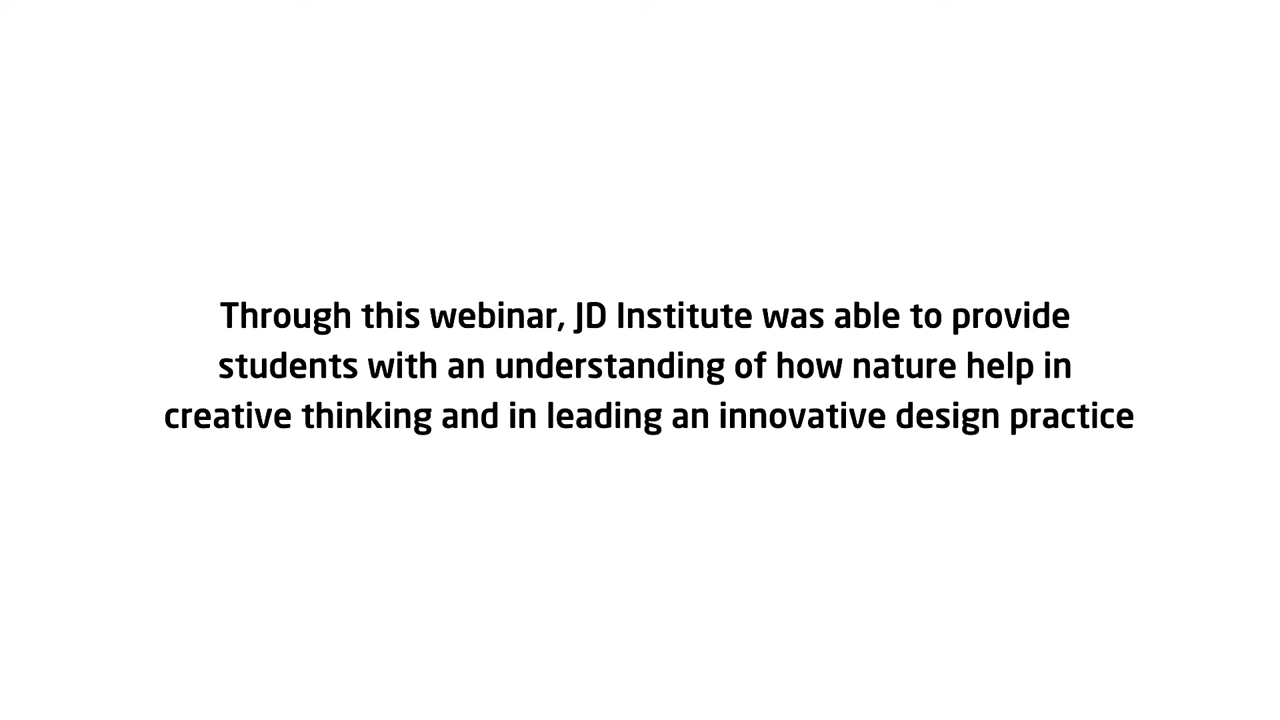 Through this webinar, JD Institute was able to provide
students with an understanding of how nature help in
creative thinking and in leading an innovative design practice